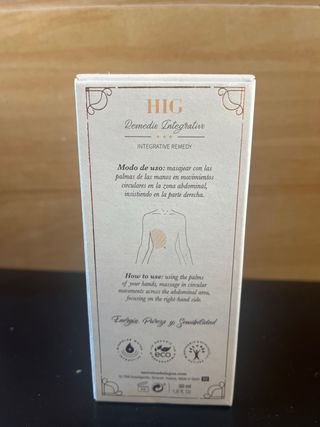 HIG
Remedio Integrativo
INTEGRATIVE REMEDY
Modo de uso: masajear con las
palmas de las manos en movimientos
circulares en la zona abdominal,
insistiendo en la parte derecha.
How to use: using the palms
of your hands, massage in circular
movements across the abdominal area,
focusing on the right-hand side.
Energía, Pureza y Sensibilidad
eco
50 ml